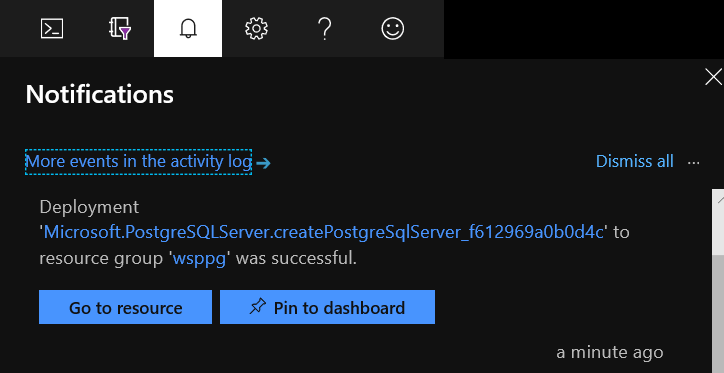 Notifications
More events in the activity log →
Dismiss all ...
Deployment
'Microsoft.PostgreSQLServer.createPostgreSqlServer_f612969a0b0d4c' to
resource group 'wsppg' was successful.
Go to resource
Pin to dashboard
a minute ago